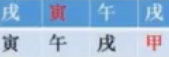 戌 寅 午 戌
寅 午 戌 甲